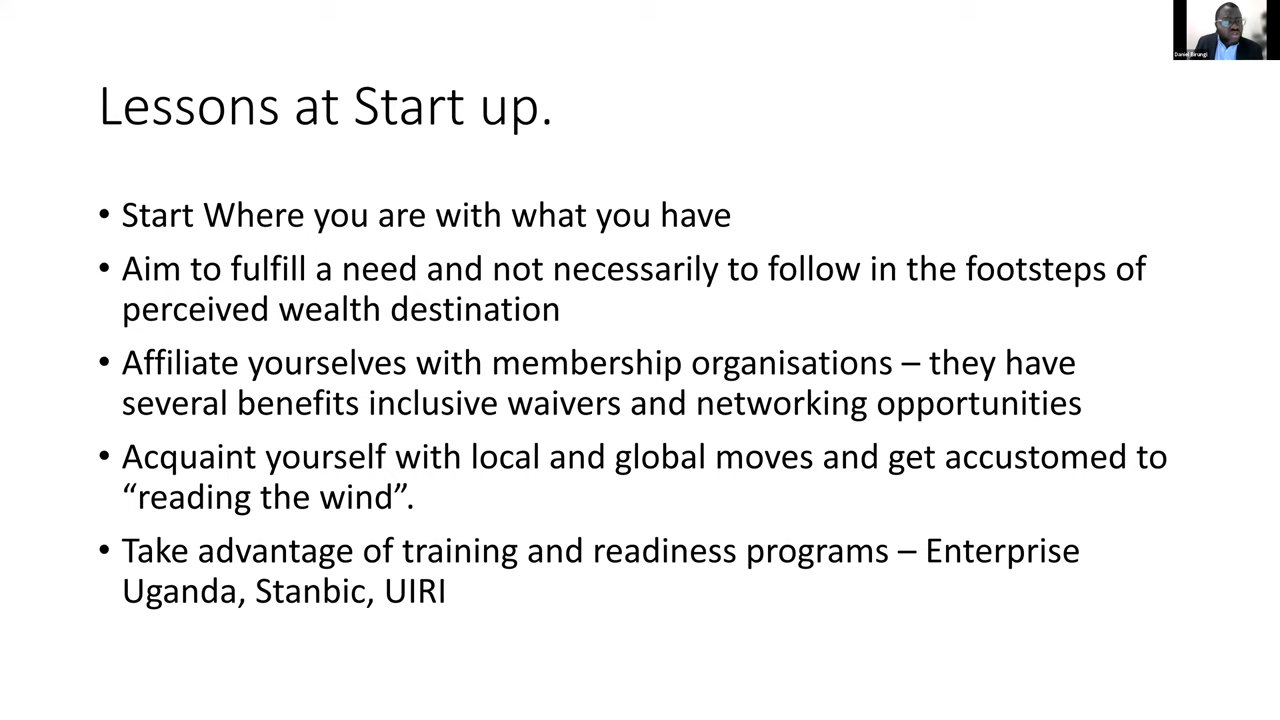 Daniel Birungi
Lessons at Start up.
• Start Where you are with what you have
• Aim to fulfill a need and not necessarily to follow in the footsteps of
perceived wealth destination
• Affiliate yourselves with membership organisations – they have
several benefits inclusive waivers and networking opportunities
• Acquaint yourself with local and global moves and get accustomed to
“reading the wind”.
• Take advantage of training and readiness programs – Enterprise
Uganda, Stanbic, UIRI